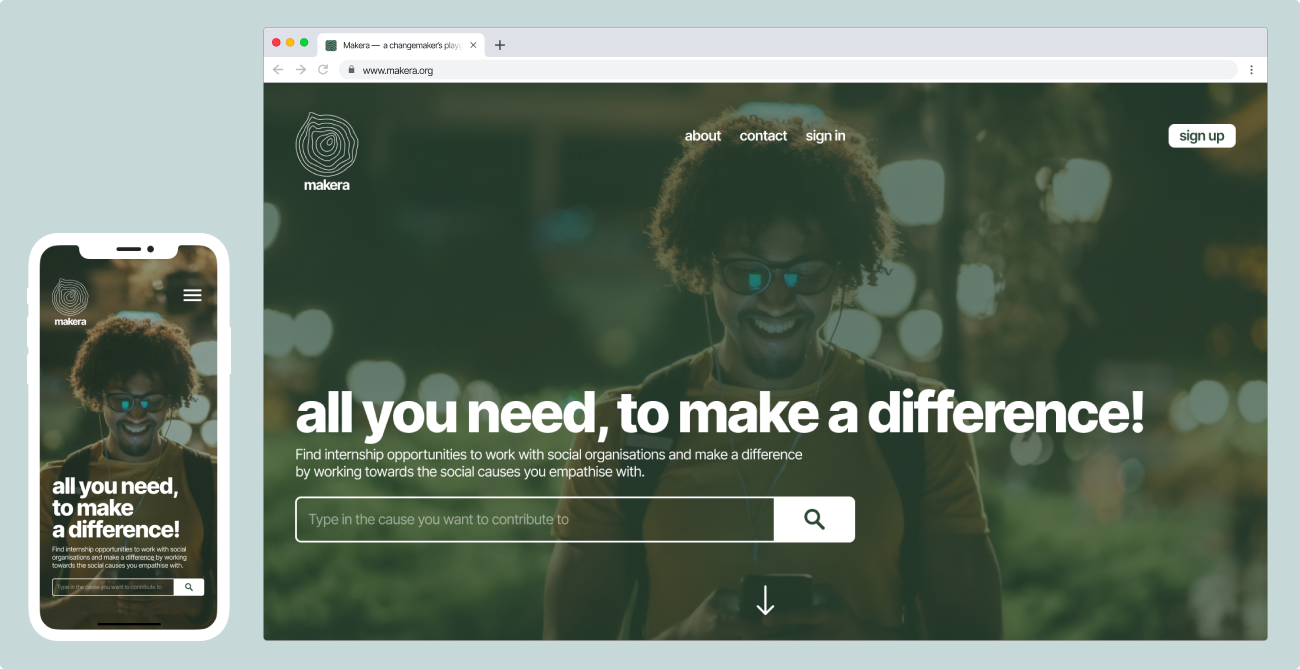 Makera — a changemaker's play
www.makera.org
makera
about contact sign in
sign up
all you need, to make a difference!
Find internship opportunities to work with social organisations and make a difference
by working towards the social causes you empathise with.
Type in the cause you want to contribute to
makera
all you need,
to make
a difference!
Find internship opportunities to work with social
organisations and make a difference by working
towards the social causes you empathise with.
Type in the cause you want to contribute to